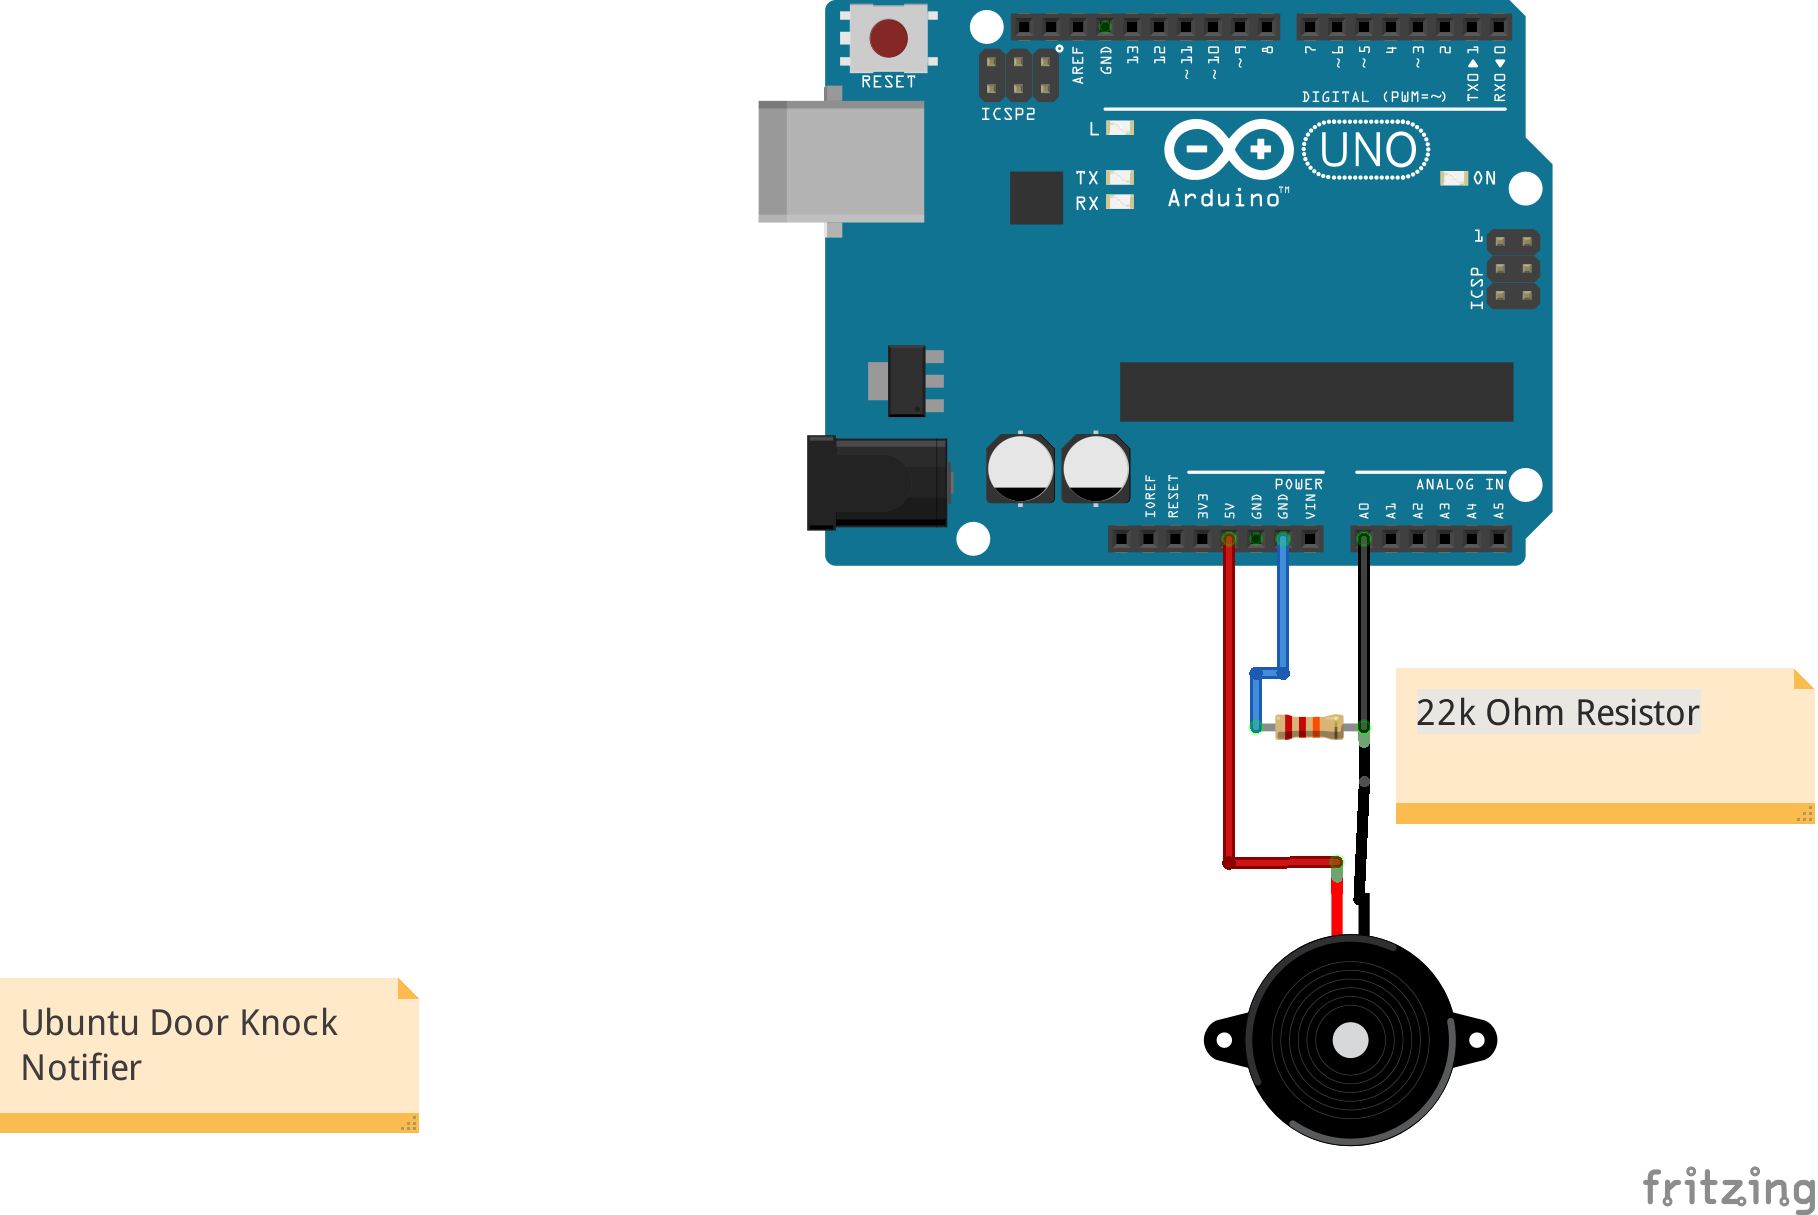 RESET
ICSP2
AREF
GND
13
12
~11
~10
~9
8
7
~6
~5
4
~3
2
TX0▶1
RX0◀0
DIGITAL (PWM=~)
L
TX
RX
Arduino™
UNO
ON
1
ICSP
POWER
ANALOG IN
IOREF
RESET
3V3
5V
GND
GND
VIN
A0
A1
A2
A3
A4
A5
22k Ohm Resistor
Ubuntu Door Knock
Notifier
fritzing